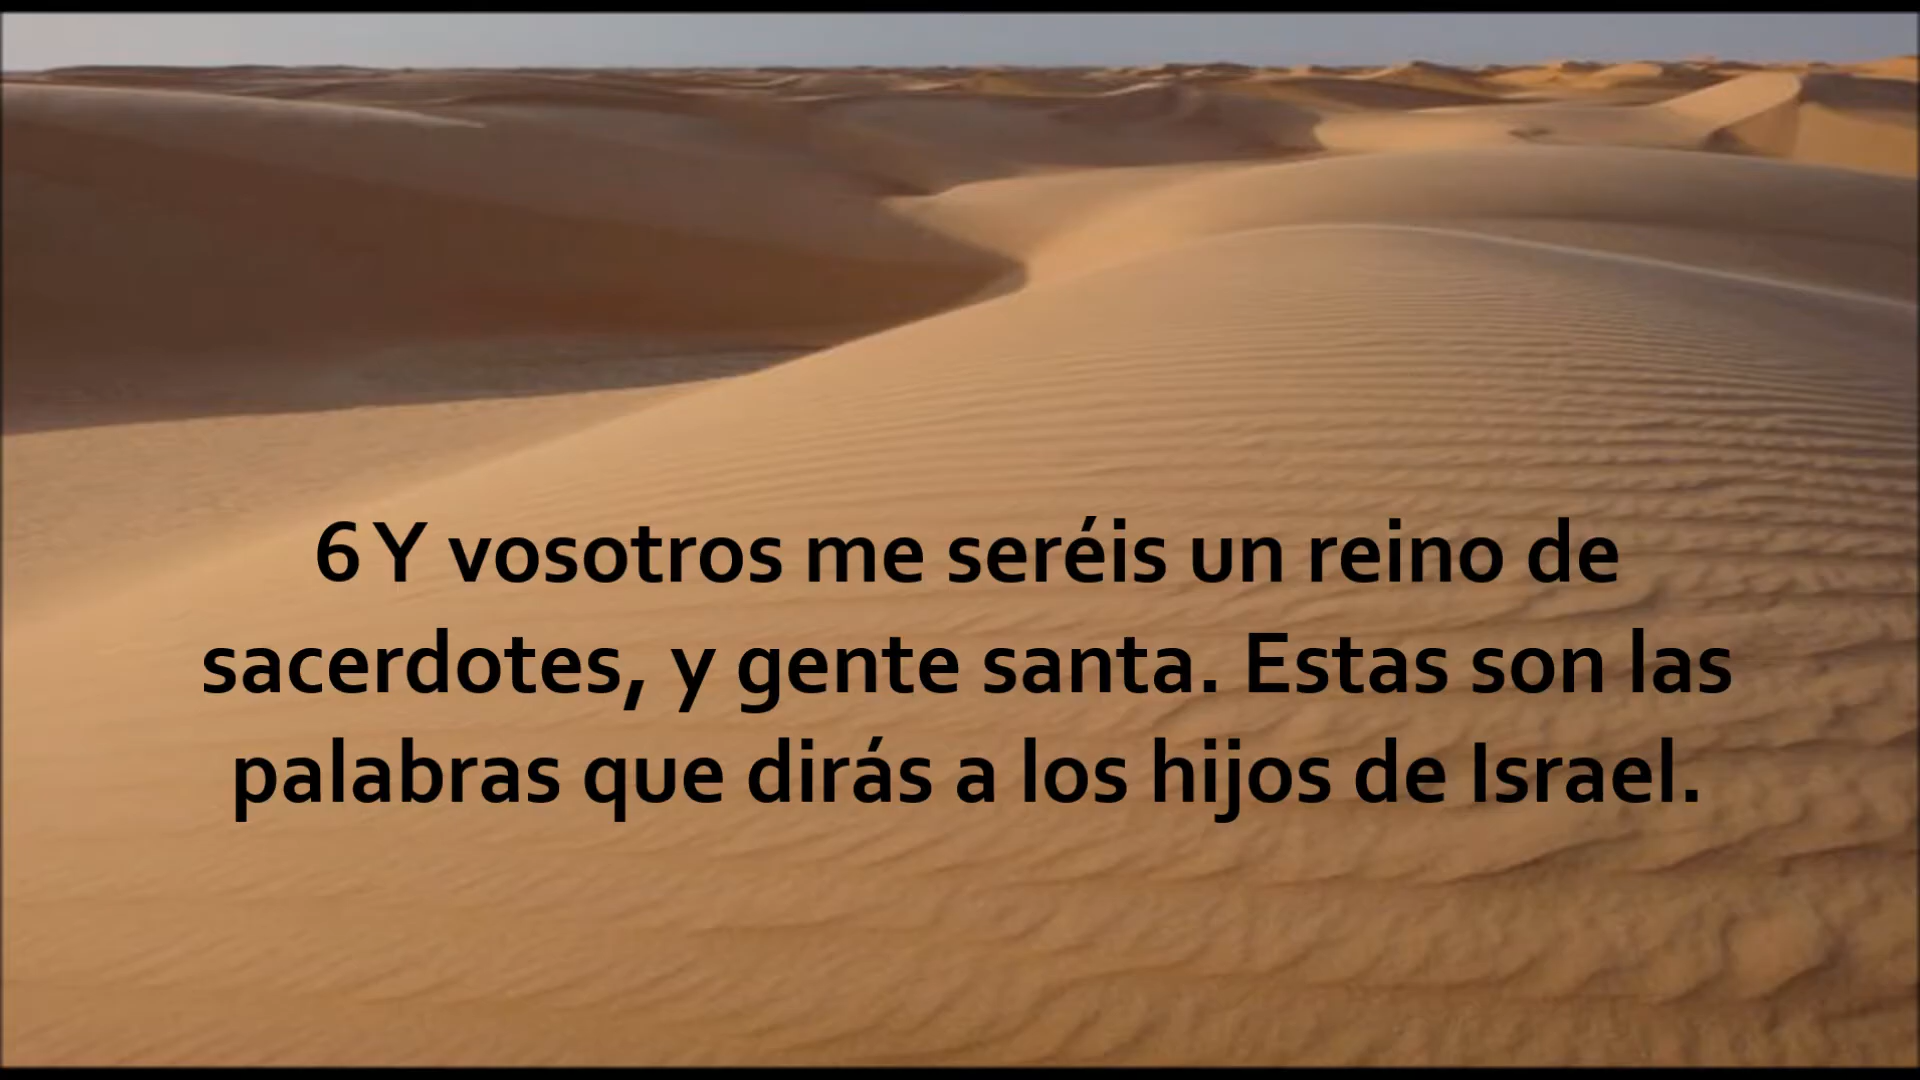 6 Y vosotros me seréis un reino de
sacerdotes, y gente santa. Estas son las
palabras que dirás a los hijos de Israel.